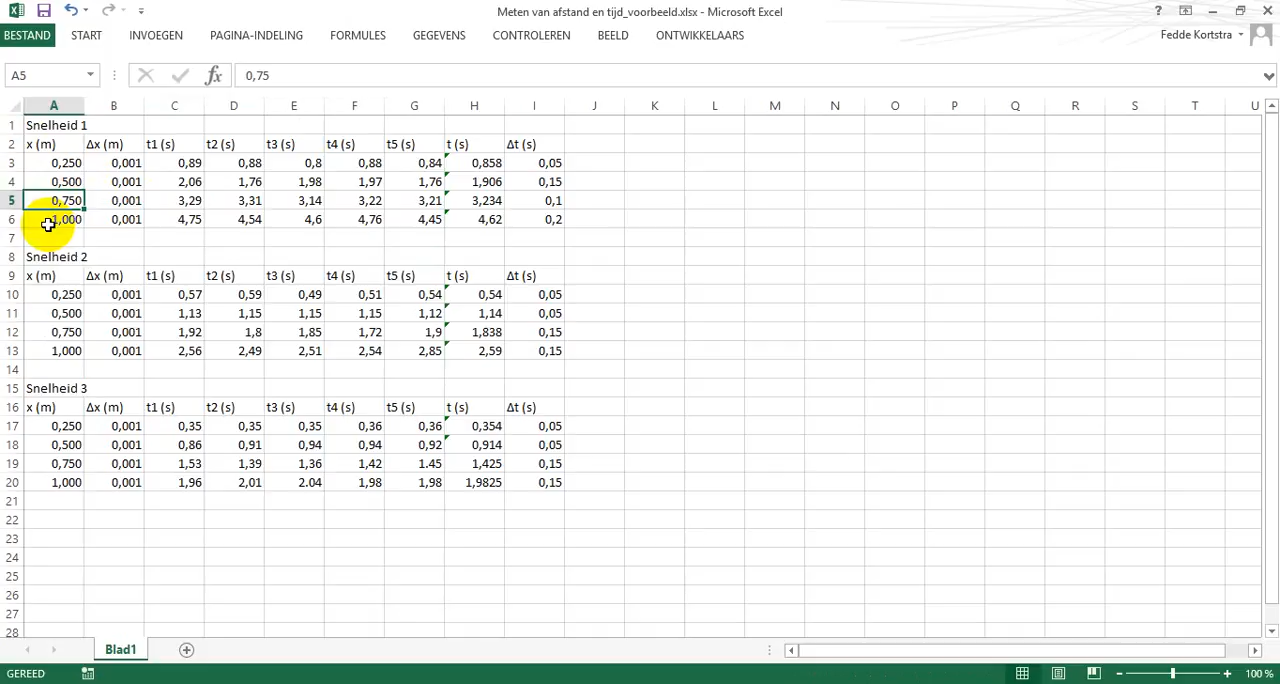 Meten van afstand en tijd_voorbeeld.xlsx - Microsoft Excel
BESTAND START INVOEGEN PAGINA-INDELING FORMULES GEGEVENS CONTROLEREN BEELD ONTWIKKELAARS Fedde Kortstra
A5 fx 0,75
A B C D E F G H I J K L M N O P Q R S T U
1 Snelheid 1
2 x (m) Δx (m) t1 (s) t2 (s) t3 (s) t4 (s) t5 (s) t (s) Δt (s)
3 0,250 0,001 0,89 0,88 0,8 0,88 0,84 0,858 0,05
4 0,500 0,001 2,06 1,76 1,98 1,97 1,76 1,906 0,15
5 0,750 0,001 3,29 3,31 3,14 3,22 3,21 3,234 0,1
6 1,000 0,001 4,75 4,54 4,6 4,76 4,45 4,62 0,2
7
8 Snelheid 2
9 x (m) Δx (m) t1 (s) t2 (s) t3 (s) t4 (s) t5 (s) t (s) Δt (s)
10 0,250 0,001 0,57 0,59 0,49 0,51 0,54 0,54 0,05
11 0,500 0,001 1,13 1,15 1,15 1,15 1,12 1,14 0,05
12 0,750 0,001 1,92 1,8 1,85 1,72 1,9 1,838 0,15
13 1,000 0,001 2,56 2,49 2,51 2,54 2,85 2,59 0,15
14
15 Snelheid 3
16 x (m) Δx (m) t1 (s) t2 (s) t3 (s) t4 (s) t5 (s) t (s) Δt (s)
17 0,250 0,001 0,35 0,35 0,35 0,36 0,36 0,354 0,05
18 0,500 0,001 0,86 0,91 0,94 0,94 0,92 0,914 0,05
19 0,750 0,001 1,53 1,39 1,36 1,42 1.45 1,425 0,15
20 1,000 0,001 1,96 2,01 2.04 1,98 1,98 1,9825 0,15
21
22
23
24
25
26
27
28
Blad1
GEREED 100 %